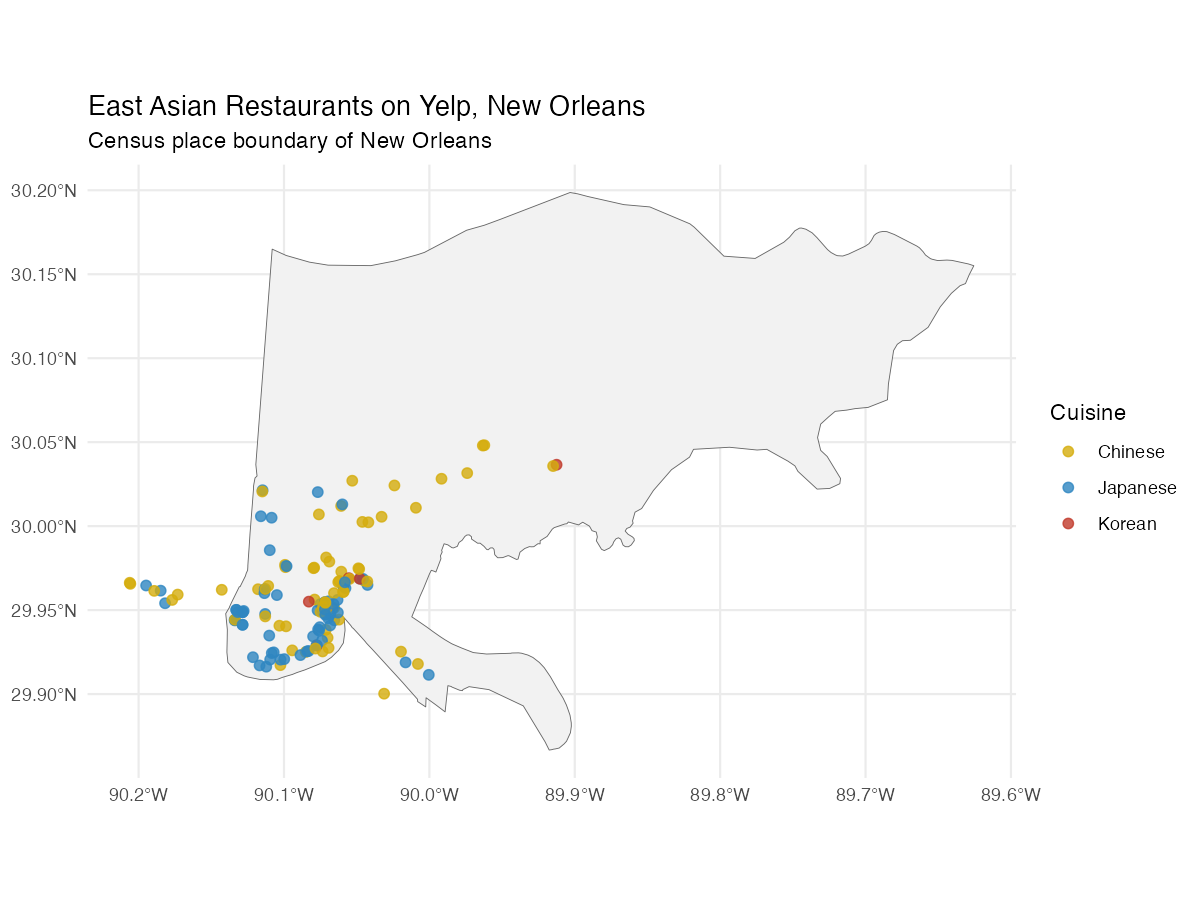 East Asian Restaurants on Yelp, New Orleans
Census place boundary of New Orleans
30.20°N
30.15°N
30.10°N
30.05°N
30.00°N
29.95°N
29.90°N
90.2°W 90.1°W 90.0°W 89.9°W 89.8°W 89.7°W 89.6°W
Cuisine
Chinese
Japanese
Korean